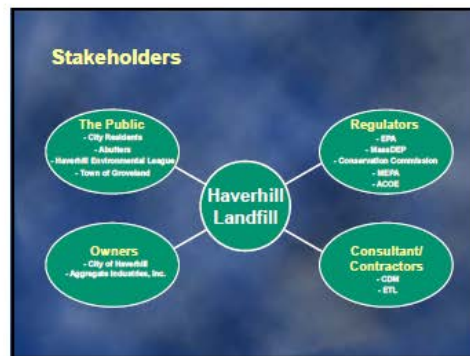 Stakeholders
The Public
- City Residents
- Abutters
- Haverhill Environmental League
- Town of Groveland
Regulators
- EPA
- MassDEP
- Conservation Commission
- MEPA
- ACOE
Haverhill
Landfill
Owners
- City of Haverhill
- Aggregate Industries, Inc.
Consultant/
Contractors
- CDM
- ETL